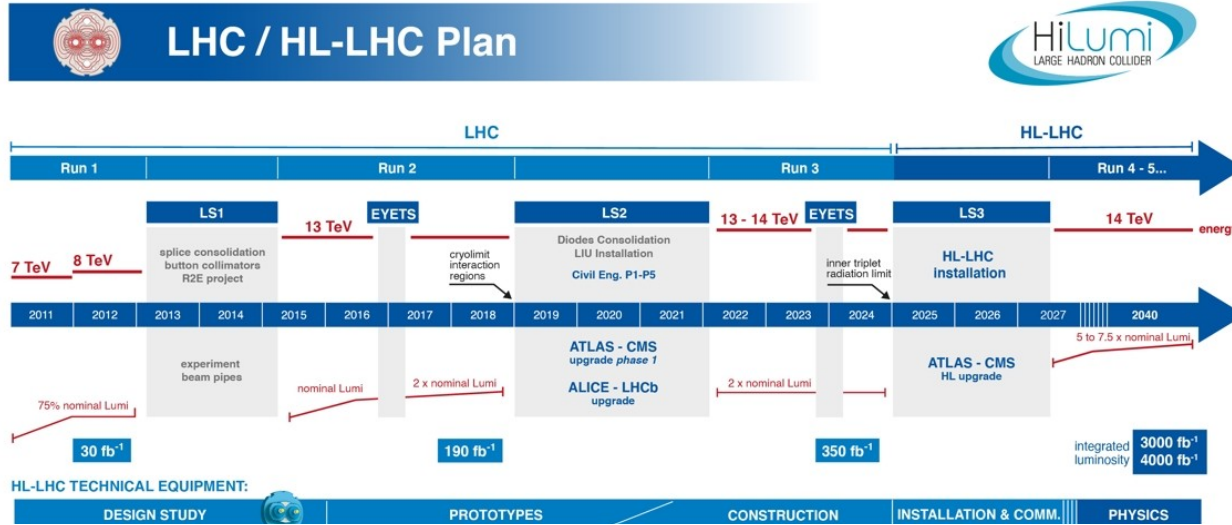 LHC / HL-LHC Plan
HiLumi
LARGE HADRON COLLIDER
LHC
HL-LHC
Run 1
Run 2
Run 3
Run 4 - 5...
LS1
EYETS
LS2
EYETS
LS3
7 TeV
8 TeV
13 TeV
13 - 14 TeV
14 TeV
energ
splice consolidation
button collimators
R2E project
cryolimit
interaction
regions
Diodes Consolidation
LIU Installation
Civil Eng. P1-P5
inner triplet
radiation limit
HL-LHC
installation
2011 2012 2013 2014 2015 2016 2017 2018 2019 2020 2021 2022 2023 2024 2025 2026 2027 2040
75% nominal Lumi
experiment
beam pipes
nominal Lumi
2 x nominal Lumi
ATLAS - CMS
upgrade phase 1
ALICE - LHCb
upgrade
2 x nominal Lumi
ATLAS - CMS
HL upgrade
5 to 7.5 x nominal Lumi
30 fb⁻¹
190 fb⁻¹
350 fb⁻¹
integrated
luminosity
3000 fb⁻¹
4000 fb⁻¹
HL-LHC TECHNICAL EQUIPMENT:
DESIGN STUDY
PROTOTYPES
CONSTRUCTION
INSTALLATION & COMM.
PHYSICS